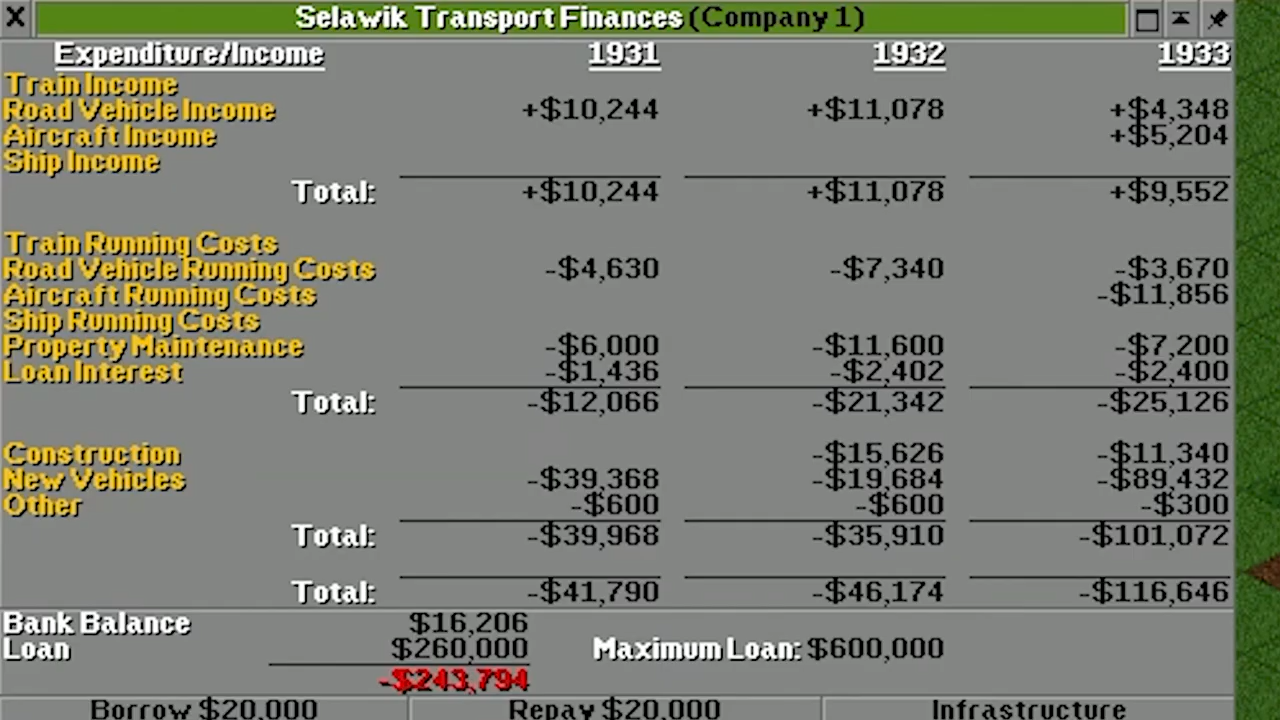 X Selawik Transport Finances (Company 1)
Expenditure/Income 1931 1932 1933
Train Income
Road Vehicle Income +$10,244 +$11,078 +$4,348
Aircraft Income +$5,204
Ship Income
Total: +$10,244 +$11,078 +$9,552
Train Running Costs
Road Vehicle Running Costs -$4,630 -$7,340 -$3,670
Aircraft Running Costs -$11,856
Ship Running Costs
Property Maintenance -$6,000 -$11,600 -$7,200
Loan Interest -$1,436 -$2,402 -$2,400
Total: -$12,066 -$21,342 -$25,126
Construction -$15,626 -$11,340
New Vehicles -$39,368 -$19,684 -$89,432
Other -$600 -$600 -$300
Total: -$39,968 -$35,910 -$101,072
Total: -$41,790 -$46,174 -$116,646
Bank Balance $16,206
Loan $260,000 Maximum Loan: $600,000
-$243,794
Borrow $20,000 Repay $20,000 Infrastructure